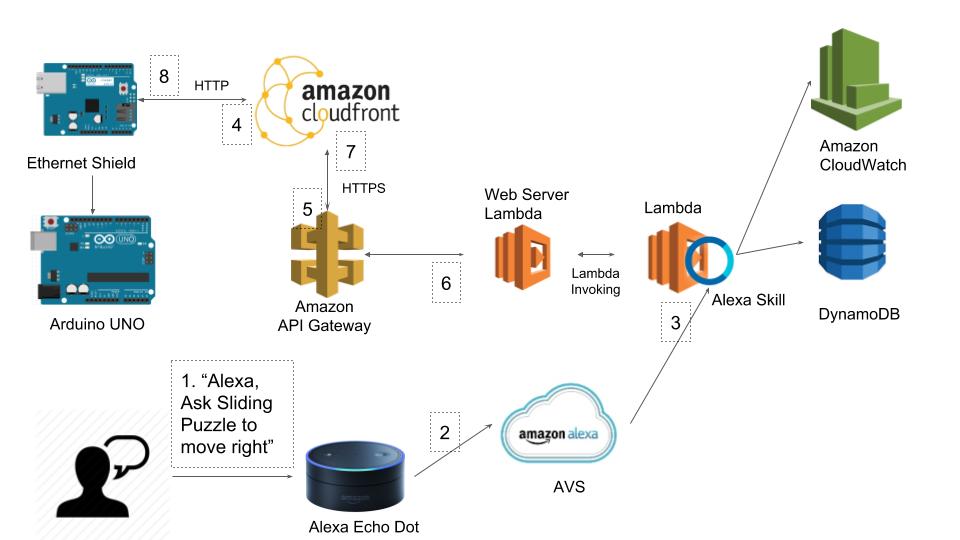 8
HTTP
4
amazon
cloudfront
Ethernet Shield
7
HTTPS
5
UNO
Arduino UNO
Amazon
API Gateway
6
Web Server
Lambda
Lambda
Invoking
Lambda
Alexa Skill
3
Amazon
CloudWatch
DynamoDB
1. “Alexa,
Ask Sliding
Puzzle to
move right”
amazon
Alexa Echo Dot
2
amazon alexa
AVS